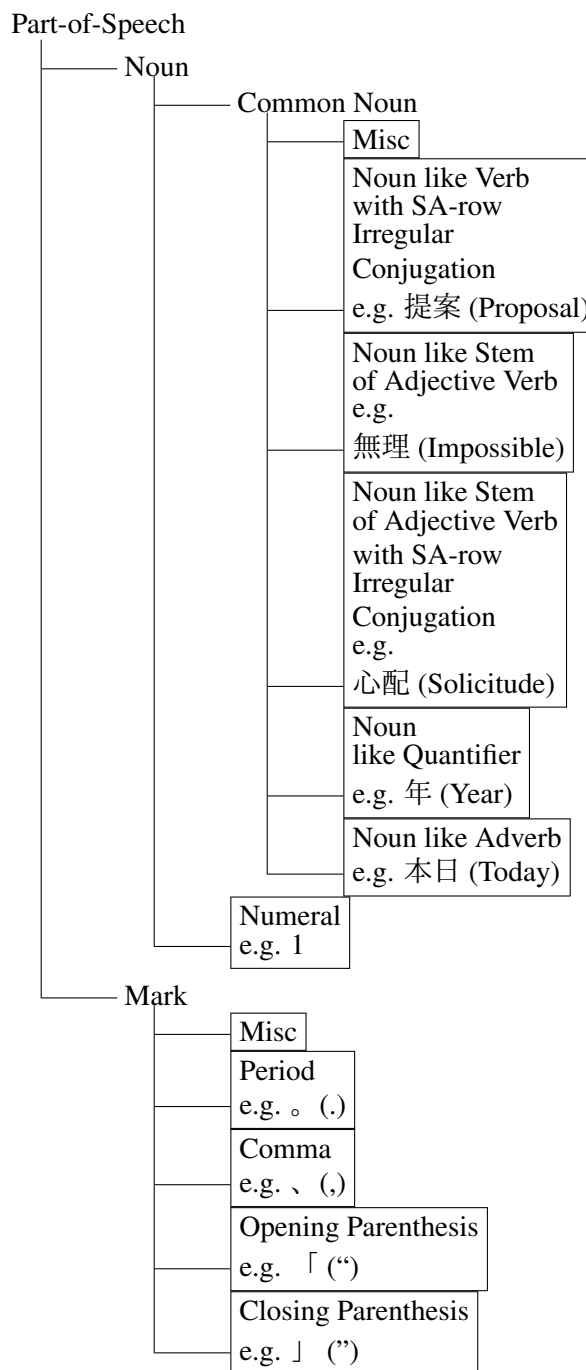 Part-of-Speech
Noun
Common Noun
Misc
Noun like Verb
with SA-row
Irregular
Conjugation
e.g. 提案 (Proposal)
Noun like Stem
of Adjective Verb
e.g.
無理 (Impossible)
Noun like Stem
of Adjective Verb
with SA-row
Irregular
Conjugation
e.g.
心配 (Solicitude)
Noun
like Quantifier
e.g. 年 (Year)
Noun like Adverb
e.g. 本日 (Today)
Numeral
e.g. 1
Mark
Misc
Period
e.g. 。 (.)
Comma
e.g. 、 (,)
Opening Parenthesis
e.g. 「 (“)
Closing Parenthesis
e.g. 」 (”)